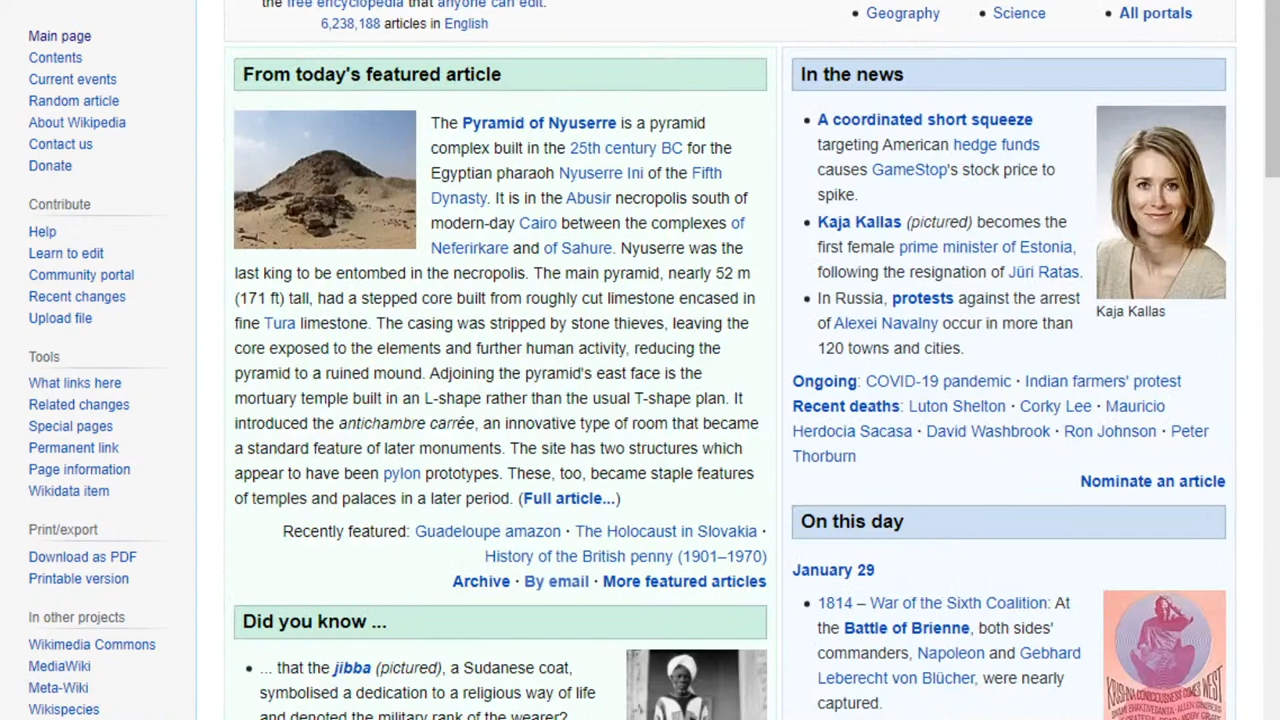 the free encyclopedia that anyone can edit.
6,238,188 articles in English
• Geography
• Science
• All portals
Main page
Contents
Current events
Random article
About Wikipedia
Contact us
Donate
Contribute
Help
Learn to edit
Community portal
Recent changes
Upload file
Tools
What links here
Related changes
Special pages
Permanent link
Page information
Wikidata item
Print/export
Download as PDF
Printable version
In other projects
Wikimedia Commons
MediaWiki
Meta-Wiki
Wikispecies
From today's featured article
The Pyramid of Nyuserre is a pyramid
complex built in the 25th century BC for the
Egyptian pharaoh Nyuserre Ini of the Fifth
Dynasty. It is in the Abusir necropolis south of
modern-day Cairo between the complexes of
Neferirkare and of Sahure. Nyuserre was the
last king to be entombed in the necropolis. The main pyramid, nearly 52 m
(171 ft) tall, had a stepped core built from roughly cut limestone encased in
fine Tura limestone. The casing was stripped by stone thieves, leaving the
core exposed to the elements and further human activity, reducing the
pyramid to a ruined mound. Adjoining the pyramid's east face is the
mortuary temple built in an L-shape rather than the usual T-shape plan. It
introduced the antichambre carrée, an innovative type of room that became
a standard feature of later monuments. The site has two structures which
appear to have been pylon prototypes. These, too, became staple features
of temples and palaces in a later period. (Full article...)
Recently featured: Guadeloupe amazon · The Holocaust in Slovakia ·
History of the British penny (1901–1970)
Archive · By email · More featured articles
Did you know ...
• ... that the jibba (pictured), a Sudanese coat,
symbolised a dedication to a religious way of life
and denoted the military rank of the wearer?
In the news
• A coordinated short squeeze
targeting American hedge funds
causes GameStop's stock price to
spike.
• Kaja Kallas (pictured) becomes the
first female prime minister of Estonia,
following the resignation of Jüri Ratas.
• In Russia, protests against the arrest
of Alexei Navalny occur in more than
120 towns and cities.
Kaja Kallas
Ongoing: COVID-19 pandemic · Indian farmers' protest
Recent deaths: Luton Shelton · Corky Lee · Mauricio
Herdocia Sacasa · David Washbrook · Ron Johnson · Peter
Thorburn
Nominate an article
On this day
January 29
• 1814 – War of the Sixth Coalition: At
the Battle of Brienne, both sides'
commanders, Napoleon and Gebhard
Leberecht von Blücher, were nearly
captured.
KRISHNA CONSCIOUSNESS COMES WEST